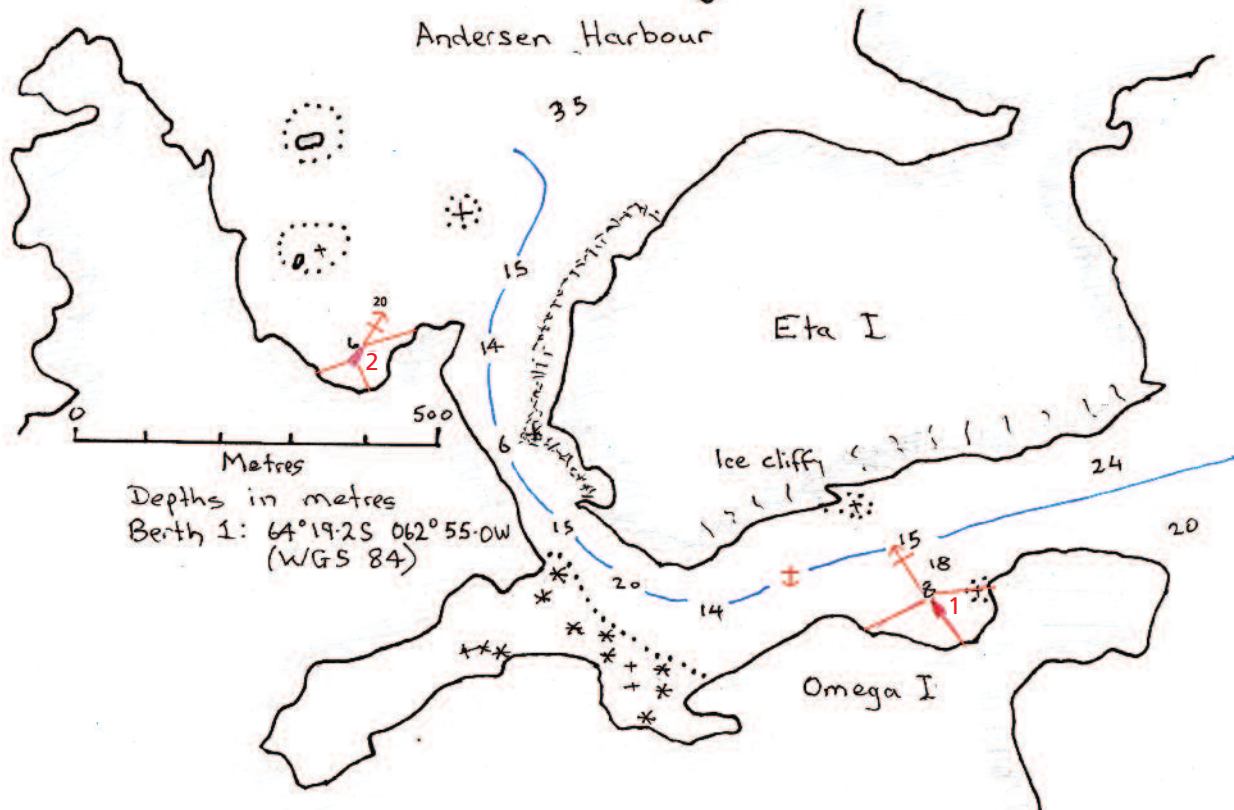 Andersen Harbour
35
15
20
6
2
14
Eta I
0
500
Metres
6
Ice cliffs
24
Depths in metres
Berth 1: 64°19.2S 062°55.0W
(WGS 84)
15
15
20
18
20
8
1
14
Omega I